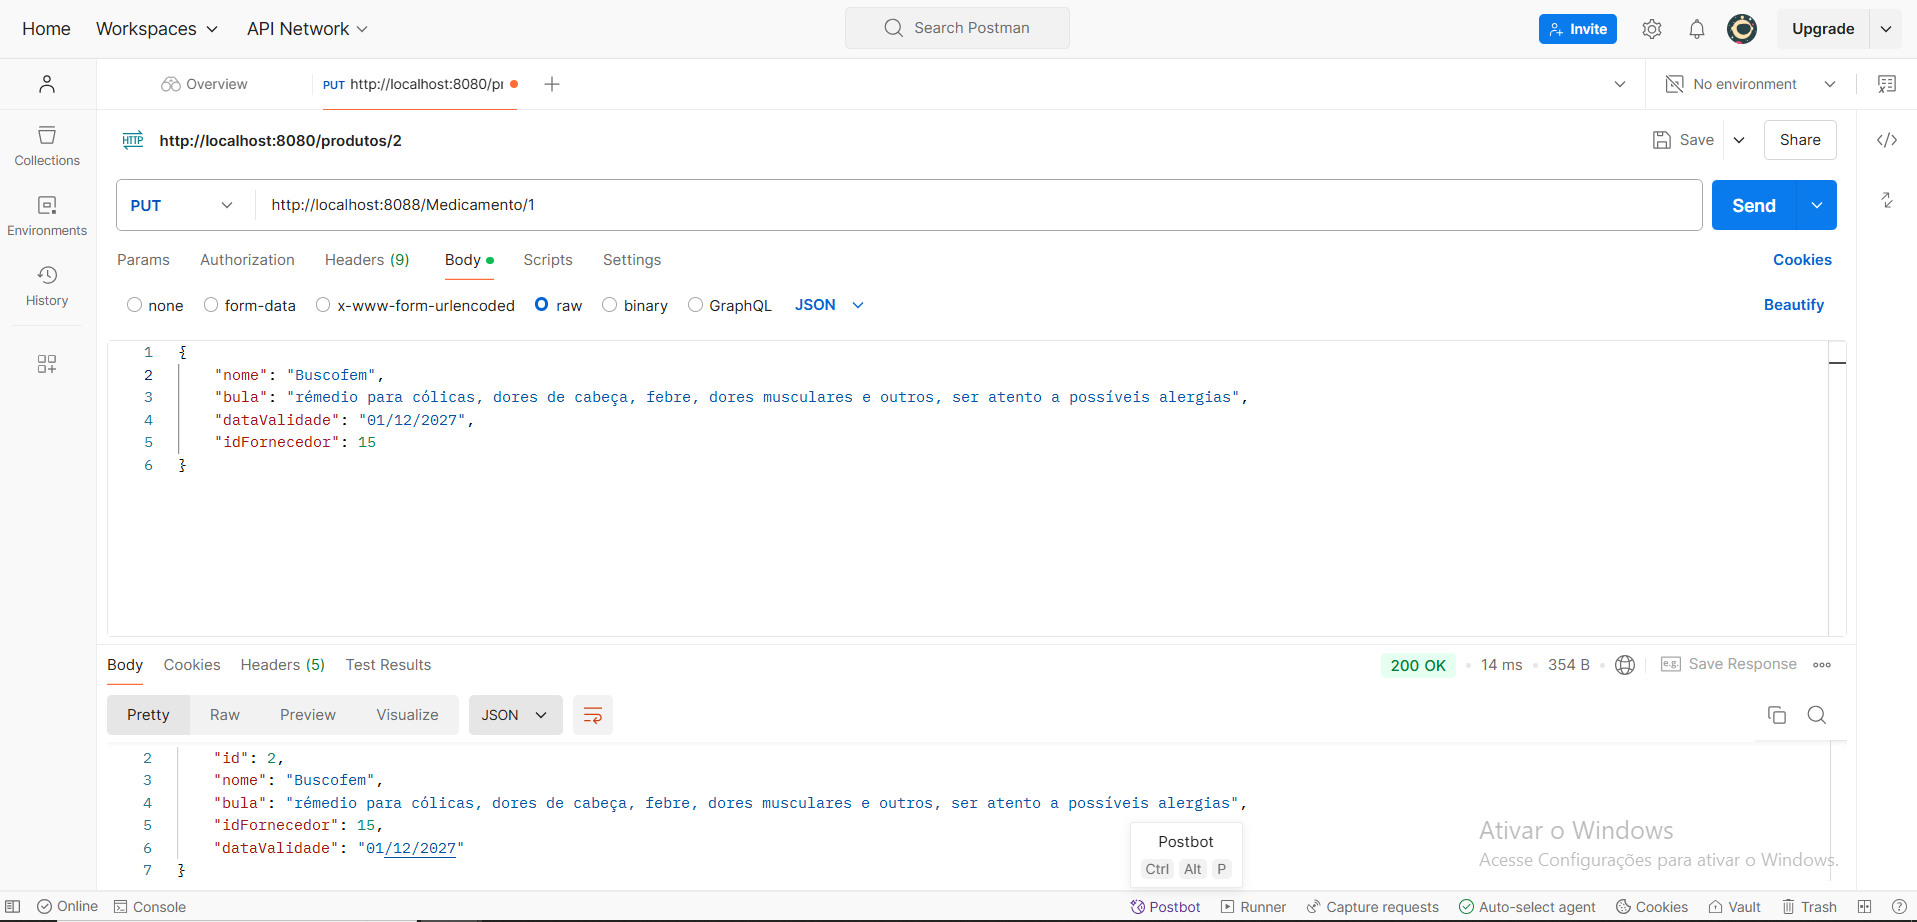 Home Workspaces API Network Search Postman Invite Upgrade
Overview PUT http://localhost:8080/pr No environment
HTTP http://localhost:8080/produtos/2 Save Share
Collections
PUT http://localhost:8088/Medicamento/1 Send
Environments
Params Authorization Headers (9) Body Scripts Settings Cookies
History
none form-data x-www-form-urlencoded raw binary GraphQL JSON Beautify
1 {
2 "nome": "Buscofem",
3 "bula": "rémedio para cólicas, dores de cabeça, febre, dores musculares e outros, ser atento a possíveis alergias",
4 "dataValidade": "01/12/2027",
5 "idFornecedor": 15
6 }
Body Cookies Headers (5) Test Results 200 OK 14 ms 354 B e.g. Save Response
Pretty Raw Preview Visualize JSON
2 "id": 2,
3 "nome": "Buscofem",
4 "bula": "rémedio para cólicas, dores de cabeça, febre, dores musculares e outros, ser atento a possíveis alergias",
5 "idFornecedor": 15,
6 "dataValidade": "01/12/2027"
7 }
Postbot
Ctrl Alt P
Ativar o Windows
Acesse Configurações para ativar o Windows.
Online Console Postbot Runner Capture requests Auto-select agent Cookies Vault Trash